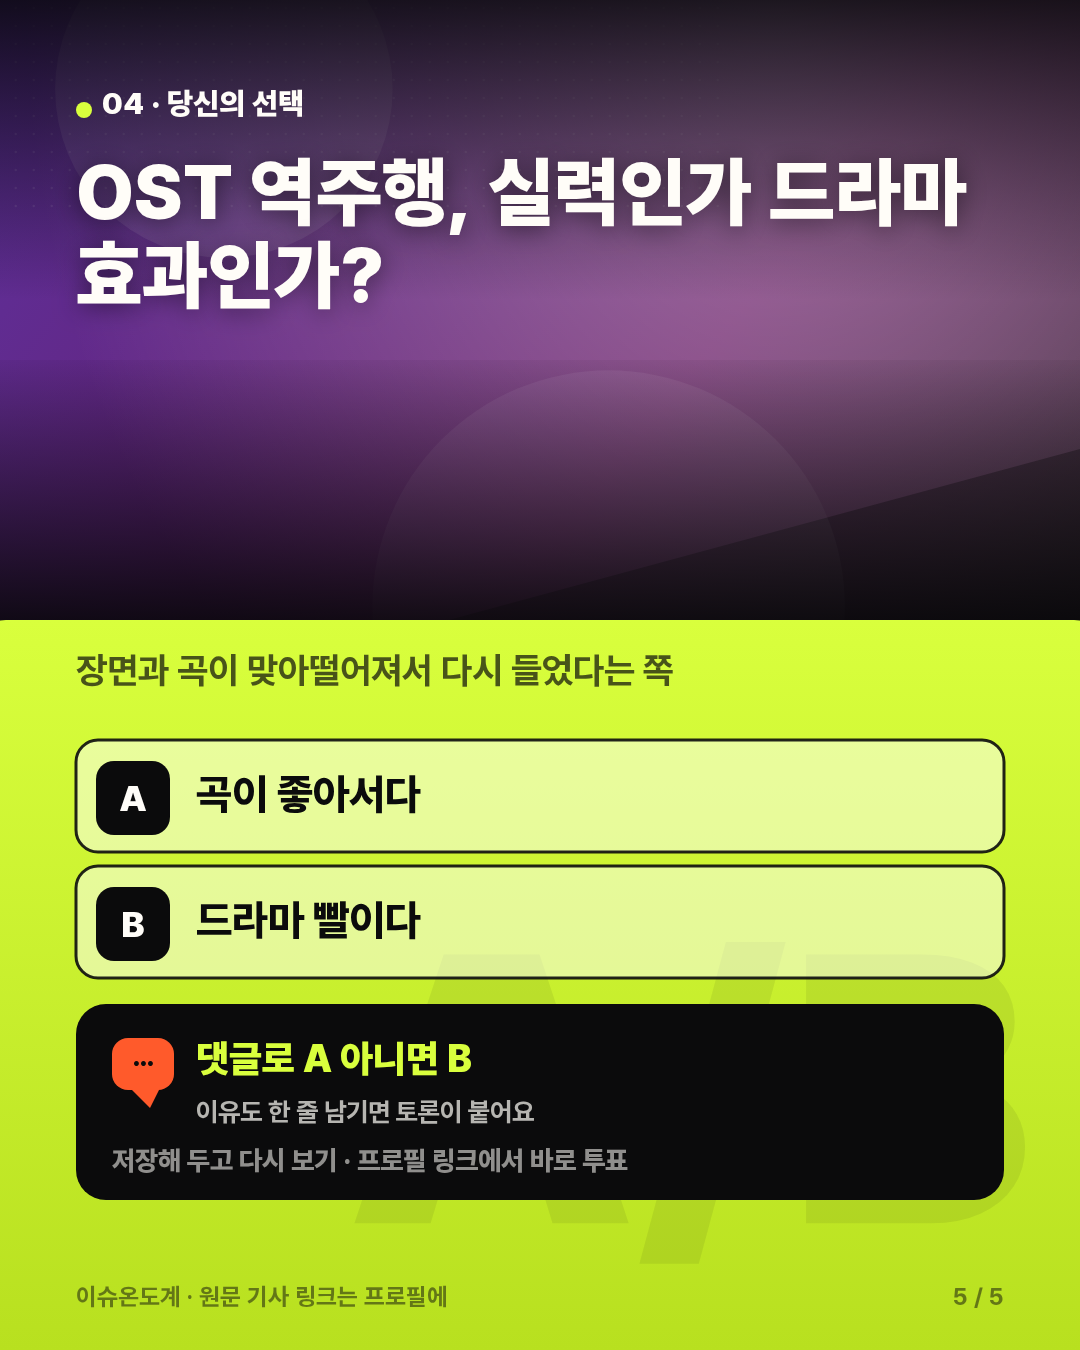 04 · 당신의 선택
OST 역주행, 실력인가 드라마
효과인가?
장면과 곡이 맞아떨어져서 다시 들었다는 쪽
A 곡이 좋아서다
B 드라마 빨이다
댓글로 A 아니면 B
이유도 한 줄 남기면 토론이 붙어요
저장해 두고 다시 보기 · 프로필 링크에서 바로 투표
A/B
이슈온도계 · 원문 기사 링크는 프로필에
5 / 5